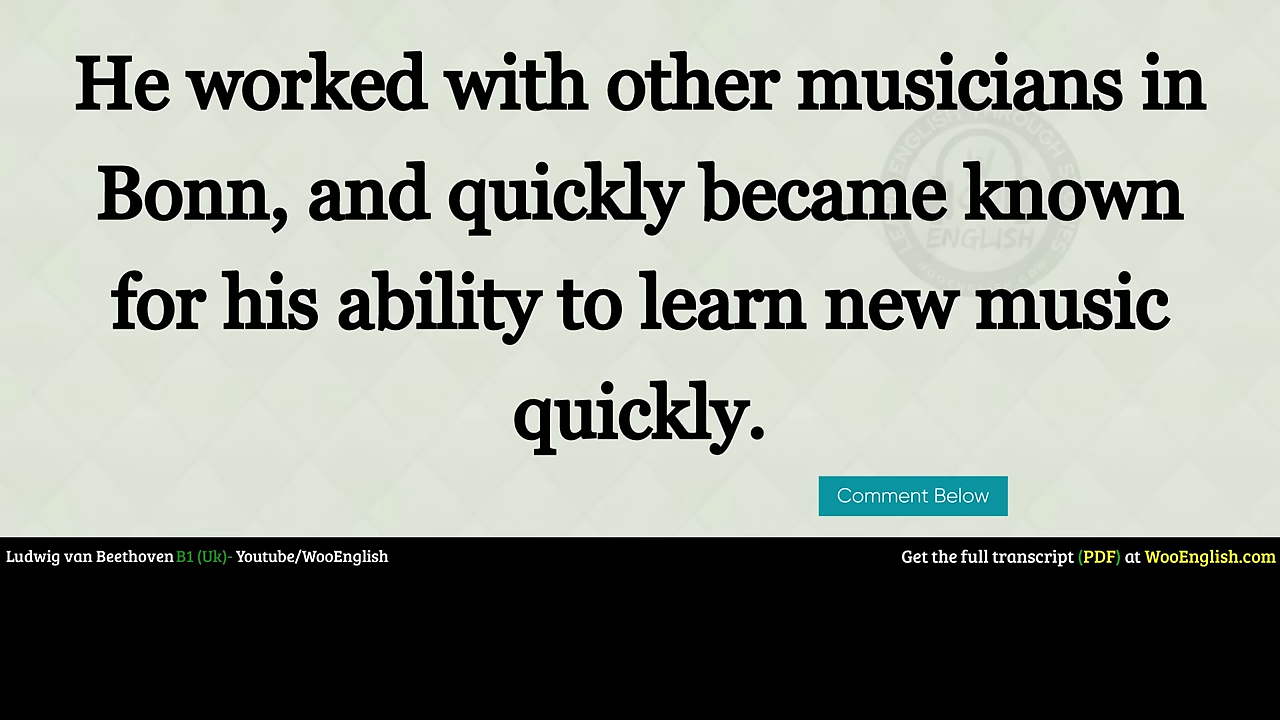 He worked with other musicians in
Bonn, and quickly became known
for his ability to learn new music
quickly.
ENGLISH
Comment Below
Ludwig van Beethoven B1 (Uk)- Youtube/WooEnglish
Get the full transcript (PDF) at WooEnglish.com